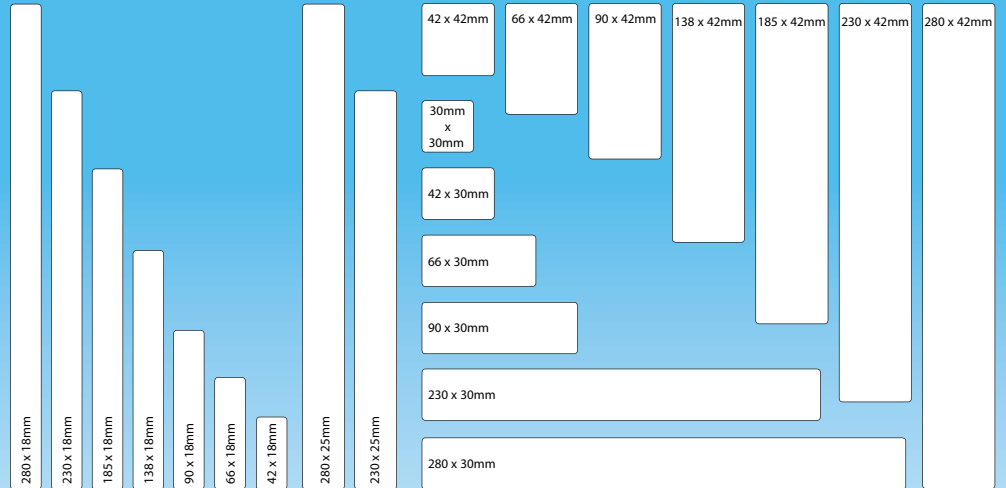 42 x 42mm
66 x 42mm
90 x 42mm
138 x 42mm
185 x 42mm
230 x 42mm
280 x 42mm
30mm
x
30mm
42 x 30mm
66 x 30mm
90 x 30mm
230 x 30mm
280 x 30mm
280 x 18mm
230 x 18mm
185 x 18mm
138 x 18mm
90 x 18mm
66 x 18mm
42 x 18mm
280 x 25mm
230 x 25mm